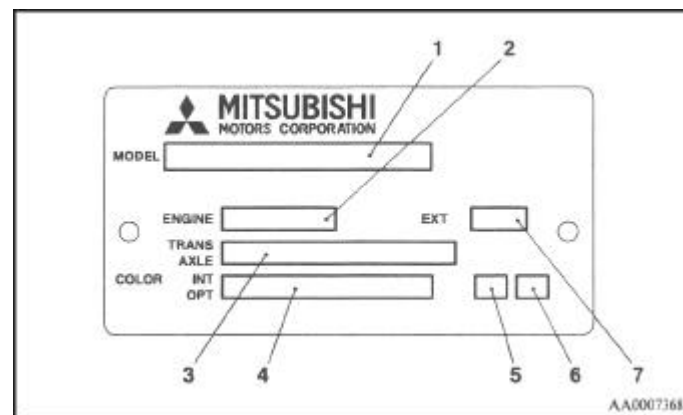 1 2
MITSUBISHI
MOTORS CORPORATION
MODEL
ENGINE EXT
TRANS
AXLE
COLOR INT
OPT
3 4 5 6 7
AA0007368